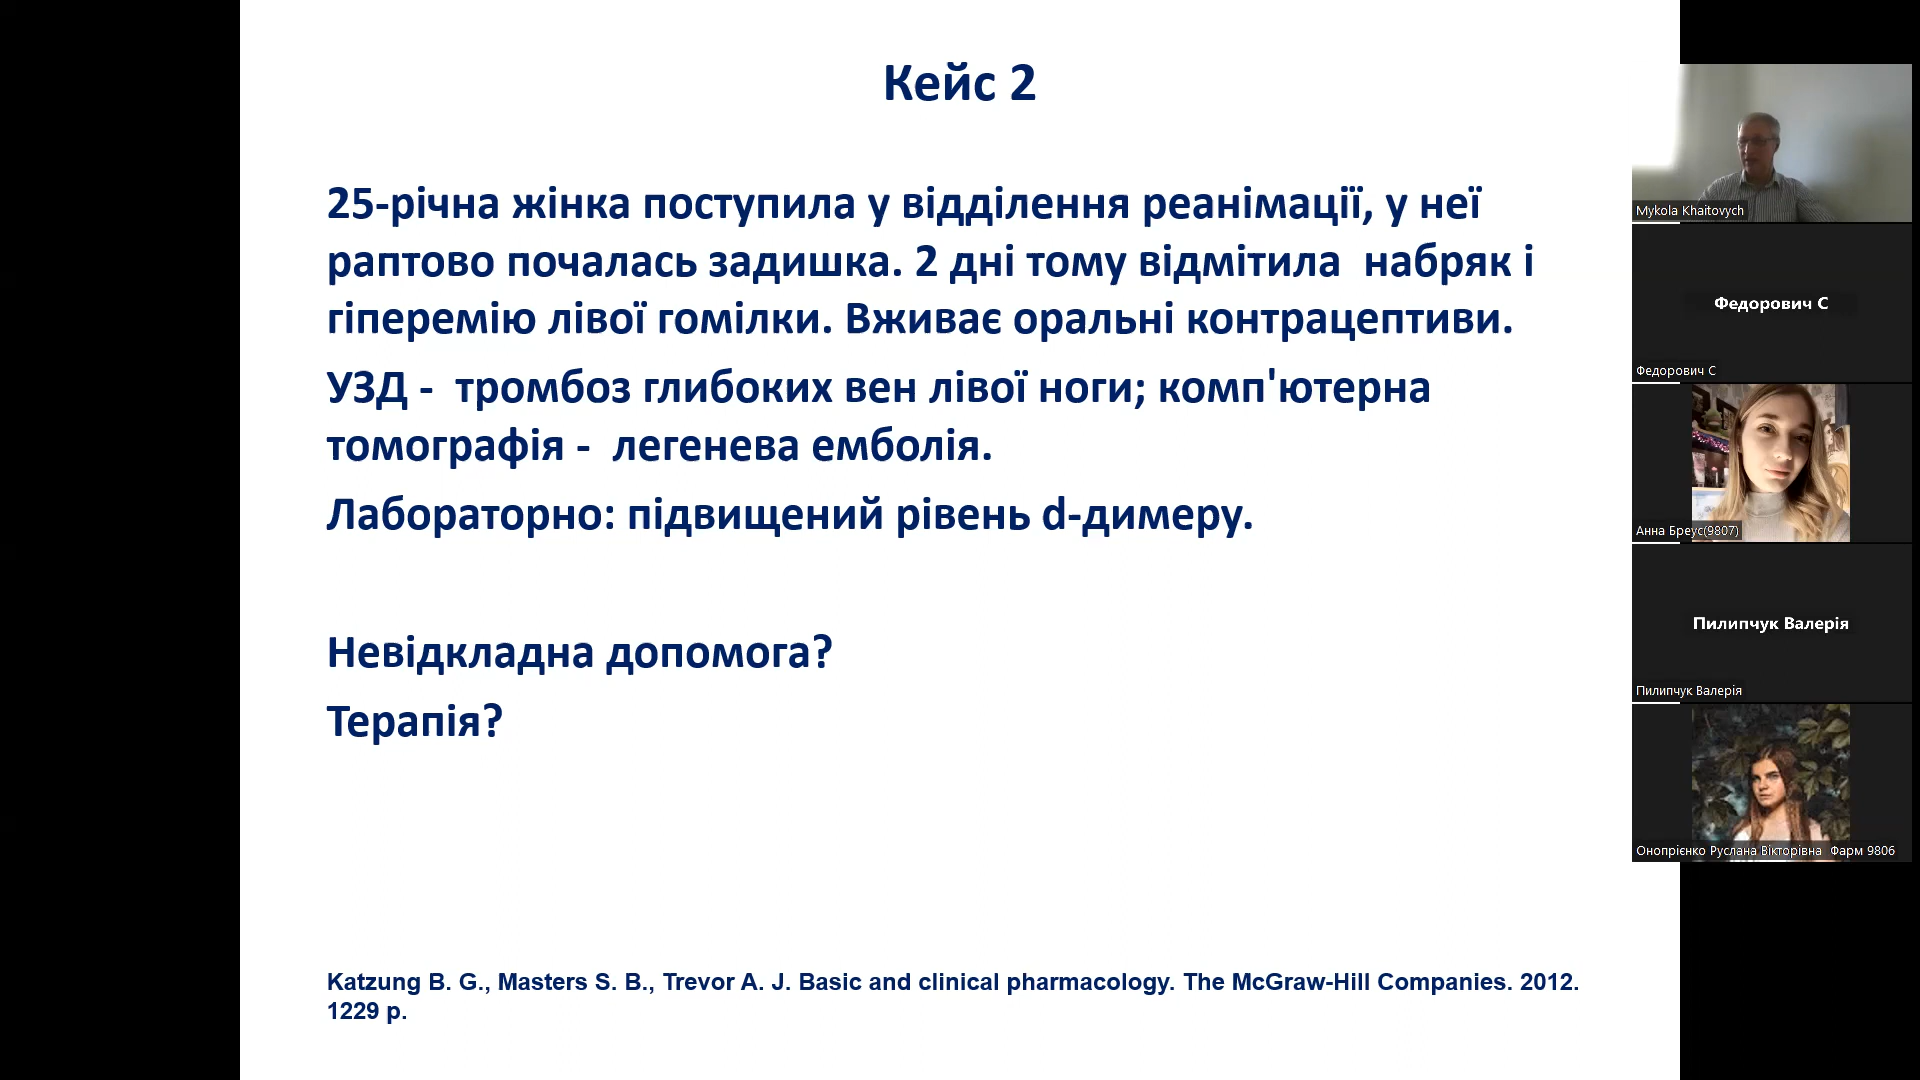 Кейс 2
25-річна жінка поступила у відділення реанімації, у неї
раптово почалась задишка. 2 дні тому відмітила  набряк і
гіперемію лівої гомілки. Вживає оральні контрацептиви.
УЗД -  тромбоз глибоких вен лівої ноги; комп'ютерна
томографія -  легенева емболія.
Лабораторно: підвищений рівень d-димеру.
Невідкладна допомога?
Терапія?
Katzung B. G., Masters S. B., Trevor A. J. Basic and clinical pharmacology. The McGraw-Hill Companies. 2012.
1229 p.
Mykola Khaitovych
Федорович С
Федорович С
Анна Бреус(9807)
Пилипчук Валерія
Пилипчук Валерія
Онопрієнко Руслана Вікторівна  Фарм 9806